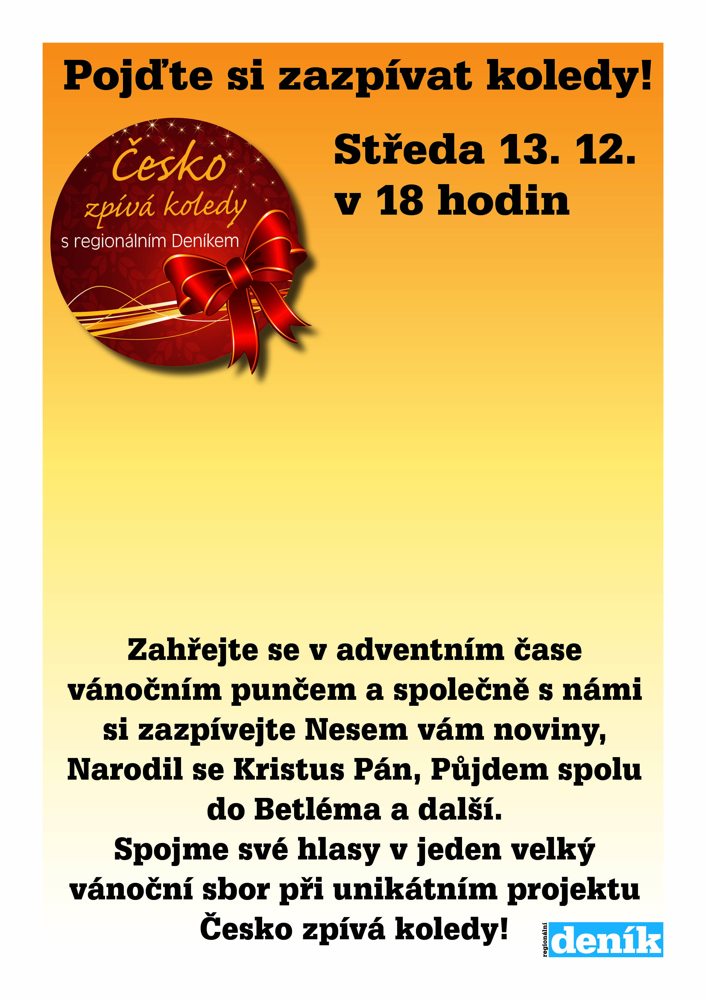 Pojďte si zazpívat koledy!
Česko
zpívá koledy
s regionálním Deníkem
Středa 13. 12.
v 18 hodin
Zahřejte se v adventním čase
vánočním punčem a společně s námi
si zazpívejte Nesem vám noviny,
Narodil se Kristus Pán, Půjdem spolu
do Betléma a další.
Spojme své hlasy v jeden velký
vánoční sbor při unikátním projektu
Česko zpívá koledy!
regionální
deník